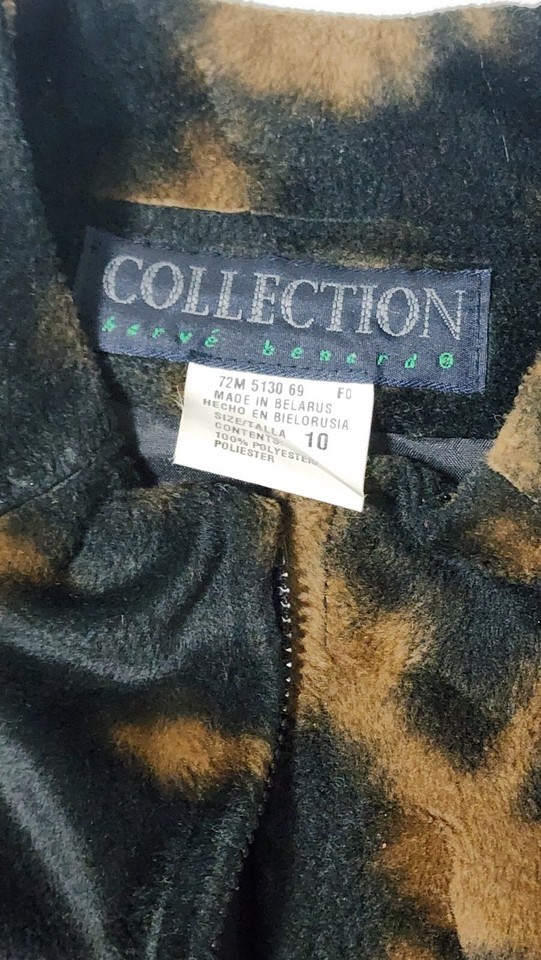 COLLECTION
hervé benard®
72M 5130 69 F0
MADE IN BELARUS
HECHO EN BIELORUSIA
SIZE/TALLA 10
CONTENTS:
100% POLYESTER
POLIESTER